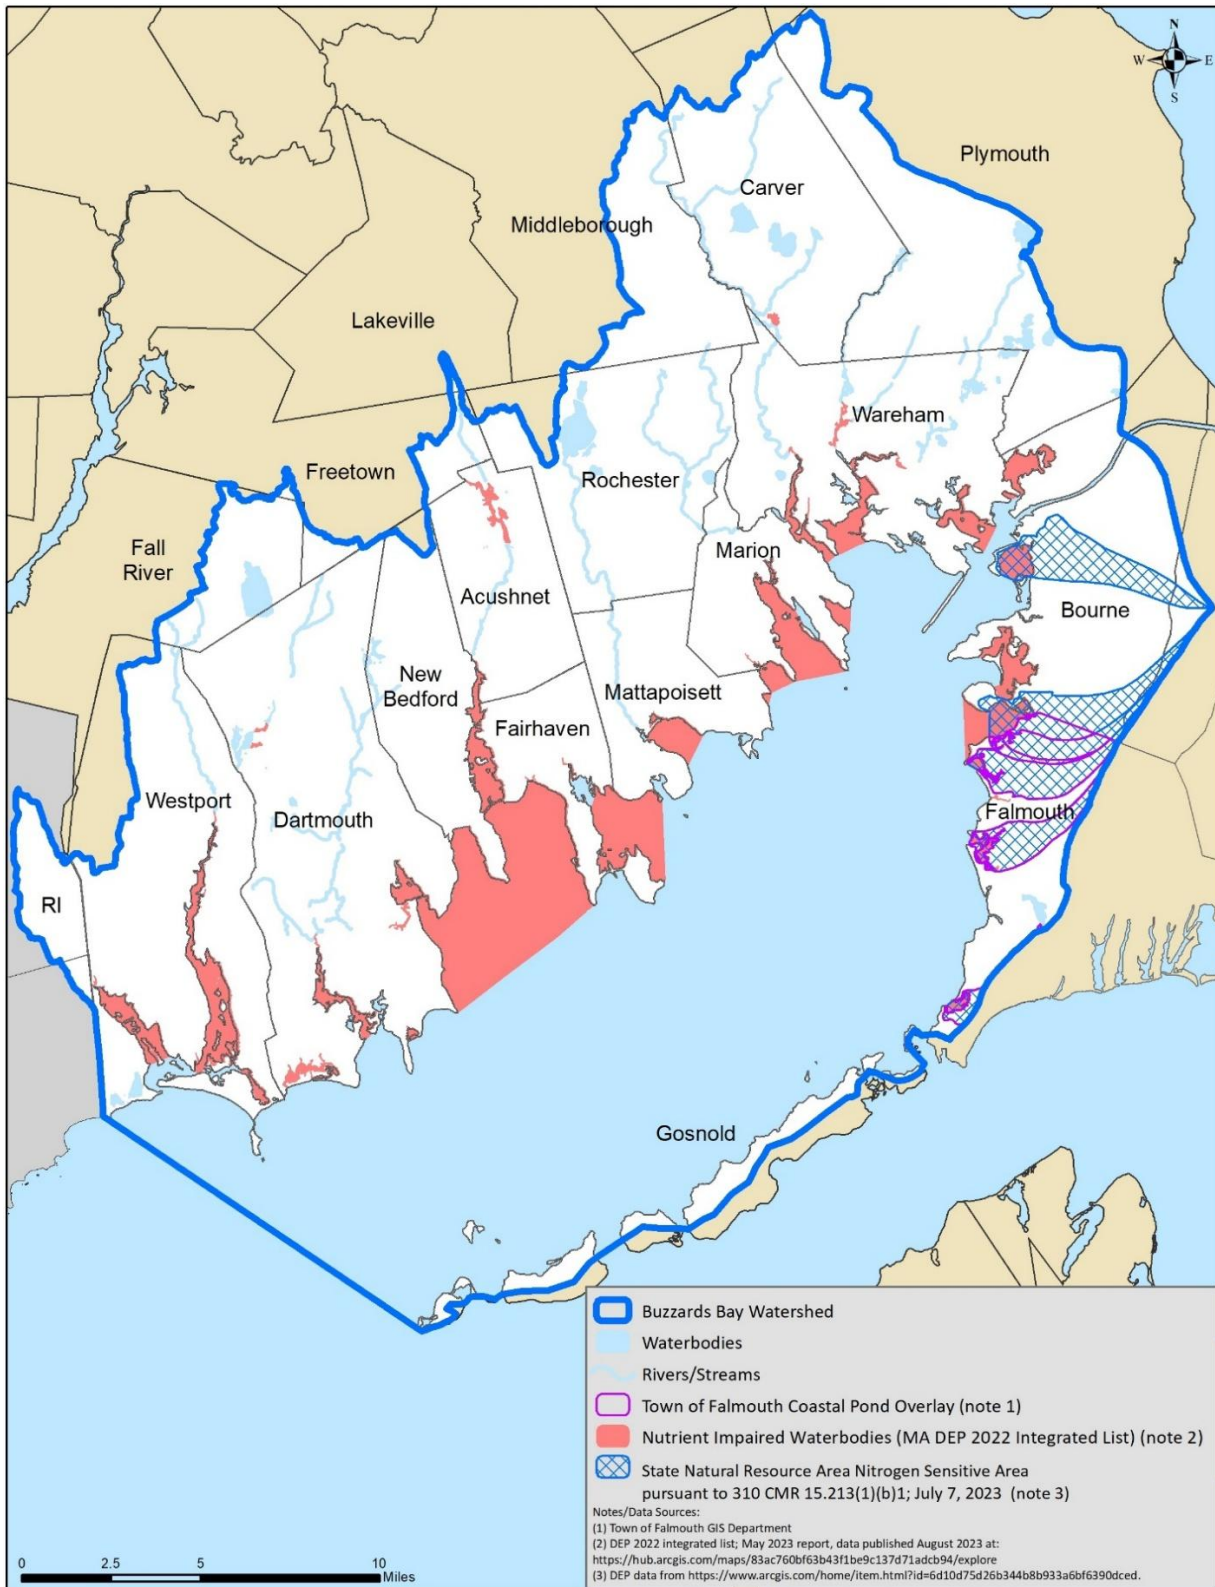 N
W E
S
Plymouth
Carver
Middleborough
Lakeville
Wareham
Freetown
Rochester
Fall
River
Marion
Acushnet
Bourne
New
Bedford
Mattapoisett
Fairhaven
Westport
Dartmouth
Falmouth
RI
Gosnold
Buzzards Bay Watershed
Waterbodies
Rivers/Streams
Town of Falmouth Coastal Pond Overlay (note 1)
Nutrient Impaired Waterbodies (MA DEP 2022 Integrated List) (note 2)
State Natural Resource Area Nitrogen Sensitive Area
pursuant to 310 CMR 15.213(1)(b)1; July 7, 2023 (note 3)
Notes/Data Sources:
(1) Town of Falmouth GIS Department
(2) DEP 2022 integrated list; May 2023 report, data published August 2023 at:
https://hub.arcgis.com/maps/83ac760bf63b43f1be9c137d71adcb94/explore
(3) DEP data from https://www.arcgis.com/home/item.html?id=6d10d75d26b344b8b933a6bf6390dced.
0 2.5 5 10
Miles